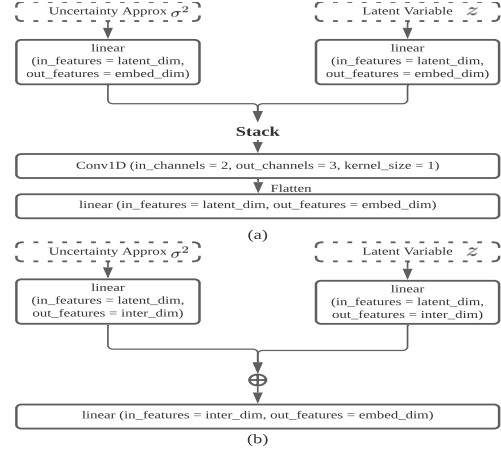 Uncertainty Approx σ²
Latent Variable z
linear
(in_features = latent_dim,
out_features = embed_dim)
linear
(in_features = latent_dim,
out_features = embed_dim)
Stack
Conv1D (in_channels = 2, out_channels = 3, kernel_size = 1)
Flatten
linear (in_features = latent_dim, out_features = embed_dim)
(a)
Uncertainty Approx σ²
Latent Variable z
linear
(in_features = latent_dim,
out_features = inter_dim)
linear
(in_features = latent_dim,
out_features = inter_dim)
⊕
linear (in_features = inter_dim, out_features = embed_dim)
(b)